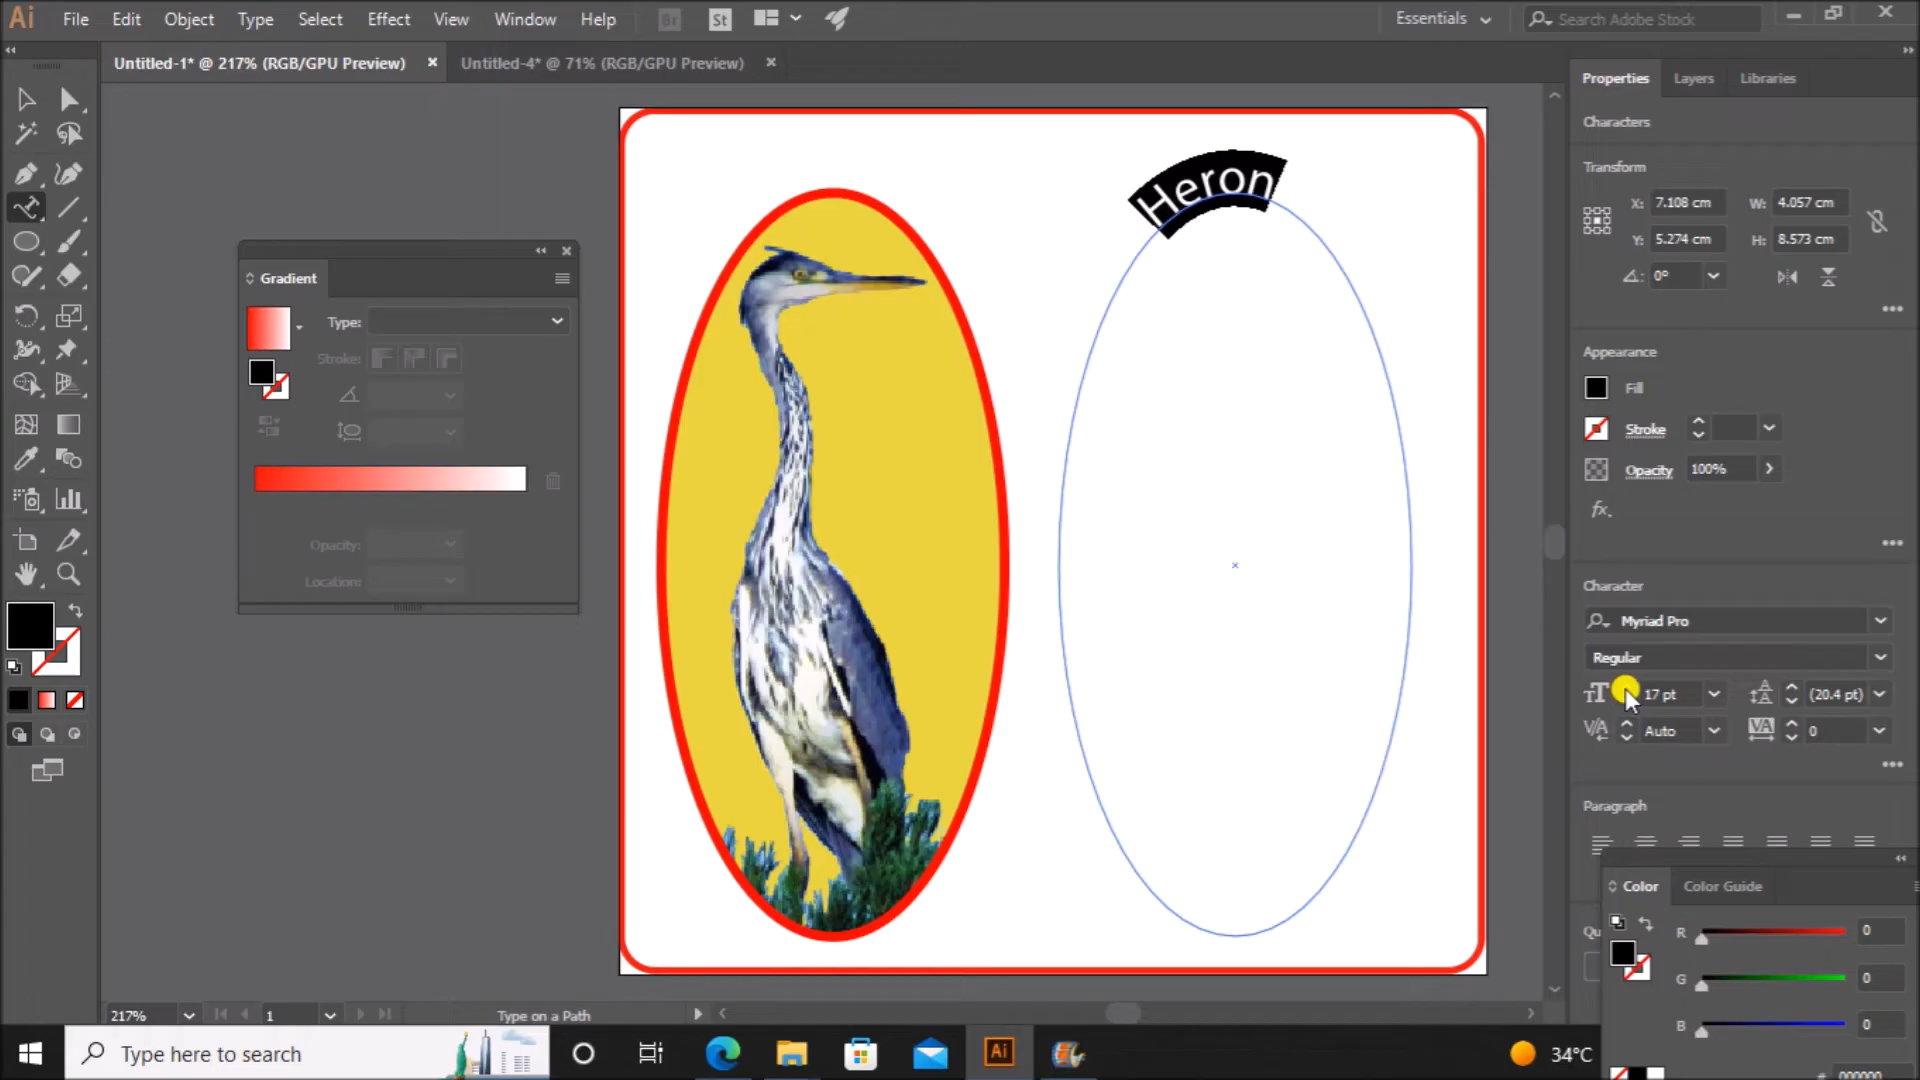 Ai File Edit Object Type Select Effect View Window Help Br St Essentials Search Adobe Stock
Untitled-1* @ 217% (RGB/GPU Preview) Untitled-4* @ 71% (RGB/GPU Preview)
Properties Layers Libraries
Characters
Transform
X: 7.108 cm W: 4.057 cm
Y: 5.274 cm H: 8.573 cm
0°
Heron
Gradient
Type:
Stroke:
Opacity:
Location:
Appearance
Fill
Stroke
Opacity 100%
fx.
Character
Myriad Pro
Regular
17 pt (20.4 pt)
Auto 0
Paragraph
Color Color Guide
R 0
G 0
B 0
# 000000
217% 1 Type on a Path
Type here to search Ai 34°C